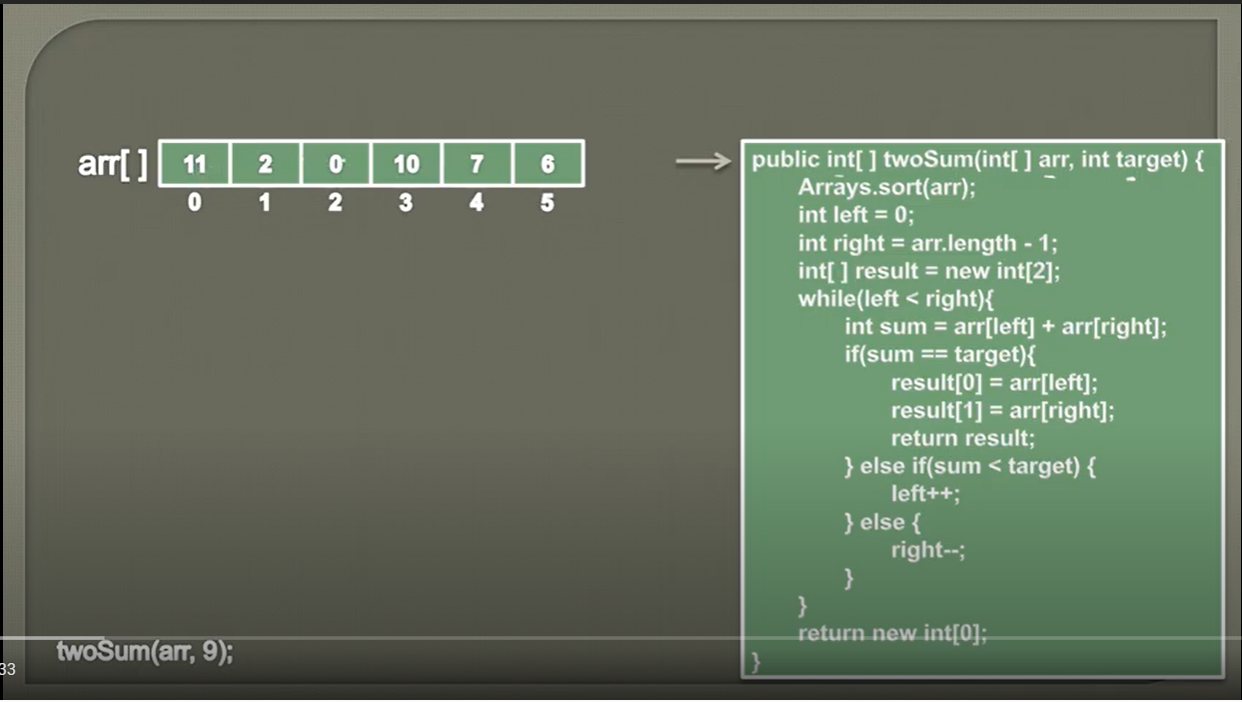 arr[ ] 11 2 0 10 7 6
0 1 2 3 4 5
public int[ ] twoSum(int[ ] arr, int target) {
Arrays.sort(arr);
int left = 0;
int right = arr.length - 1;
int[ ] result = new int[2];
while(left < right){
int sum = arr[left] + arr[right];
if(sum == target){
result[0] = arr[left];
result[1] = arr[right];
return result;
} else if(sum < target) {
left++;
} else {
right--;
}
}
return new int[0];
}
twoSum(arr, 9);
33